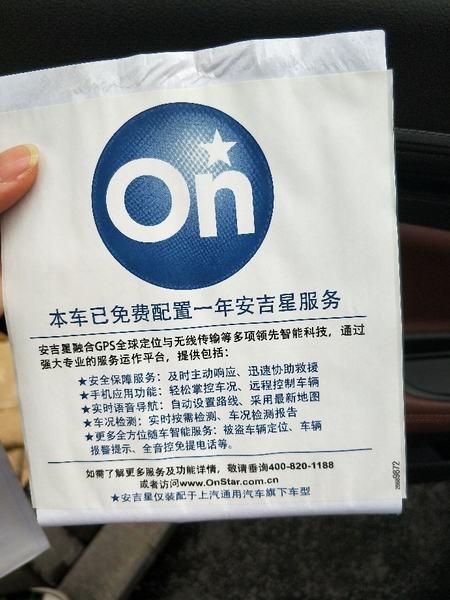 On
本车已免费配置一年安吉星服务
安吉星融合GPS全球定位与无线传输等多项领先智能科技，通过
强大专业的服务运作平台，提供包括：
★安全保障服务：及时主动响应、迅速协助救援
★手机应用功能：轻松掌控车况、远程控制车辆
★实时语音导航：自动设置路线、采用最新地图
★车况检测：实时按需检测、车况检测报告
★更多全方位随车智能服务：被盗车辆定位、车辆
报警提示、全音控免提电话等。
如需了解更多服务及功能详情，敬请垂询400-820-1188
或者访问www.OnStar.com.cn
★安吉星仅装配于上汽通用汽车旗下车型